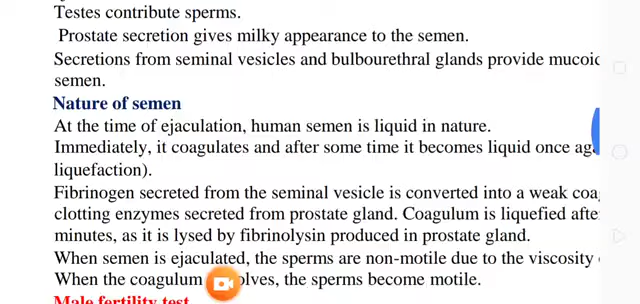 Testes contribute sperms.
Prostate secretion gives milky appearance to the semen.
Secretions from seminal vesicles and bulbourethral glands provide mucoid
semen.
Nature of semen
At the time of ejaculation, human semen is liquid in nature.
Immediately, it coagulates and after some time it becomes liquid once
liquefaction).
Fibrinogen secreted from the seminal vesicle is converted into a weak
clotting enzymes secreted from prostate gland. Coagulum is liquefied
minutes, as it is lysed by fibrinolysin produced in prostate gland.
When semen is ejaculated, the sperms are non-motile due to the viscosity
When the coagulum the sperms become motile.
Male fertility test